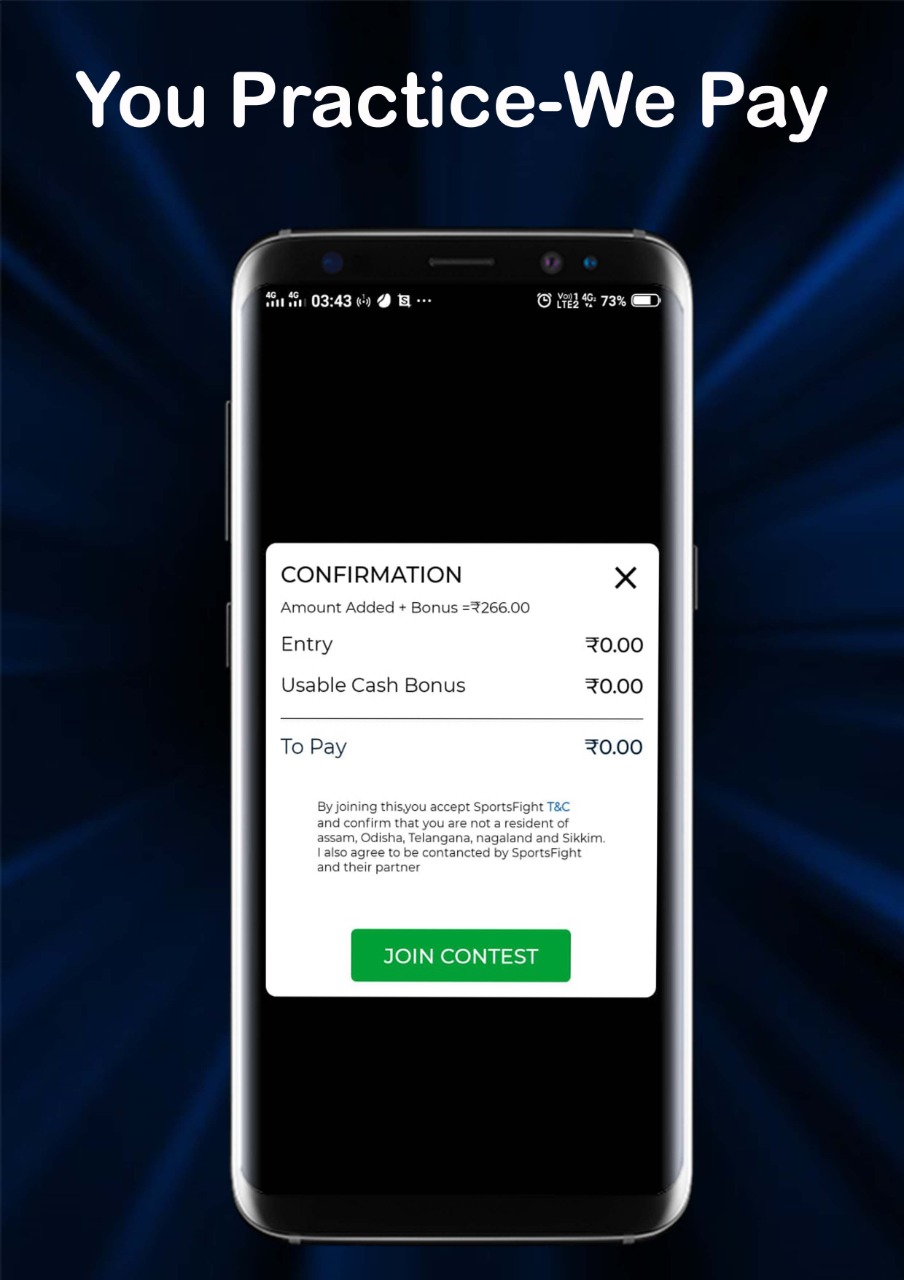 You Practice-We Pay
4G 4G 03:43 ... Vo))1 LTE2 4G 73%
CONFIRMATION
Amount Added + Bonus =₹266.00
Entry ₹0.00
Usable Cash Bonus ₹0.00
To Pay ₹0.00
By joining this,you accept SportsFight T&C
and confirm that you are not a resident of
assam, Odisha, Telangana, nagaland and Sikkim.
I also agree to be contancted by SportsFight
and their partner
JOIN CONTEST